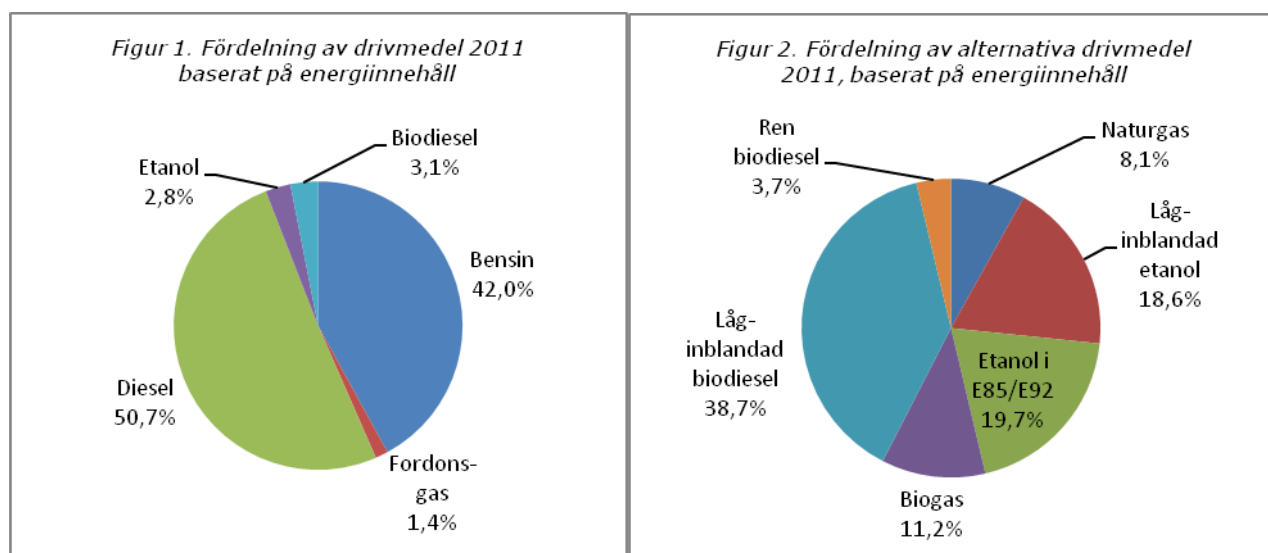 Figur 1. Fördelning av drivmedel 2011
baserat på energiinnehåll
Biodiesel
3,1%
Etanol
2,8%
Bensin
42,0%
Diesel
50,7%
Fordons-
gas
1,4%
Figur 2. Fördelning av alternativa drivmedel
2011, baserat på energiinnehåll
Ren
biodiesel
3,7%
Naturgas
8,1%
Låg-
inblandad
etanol
18,6%
Låg-
inblandad
biodiesel
38,7%
Etanol i
E85/E92
19,7%
Biogas
11,2%